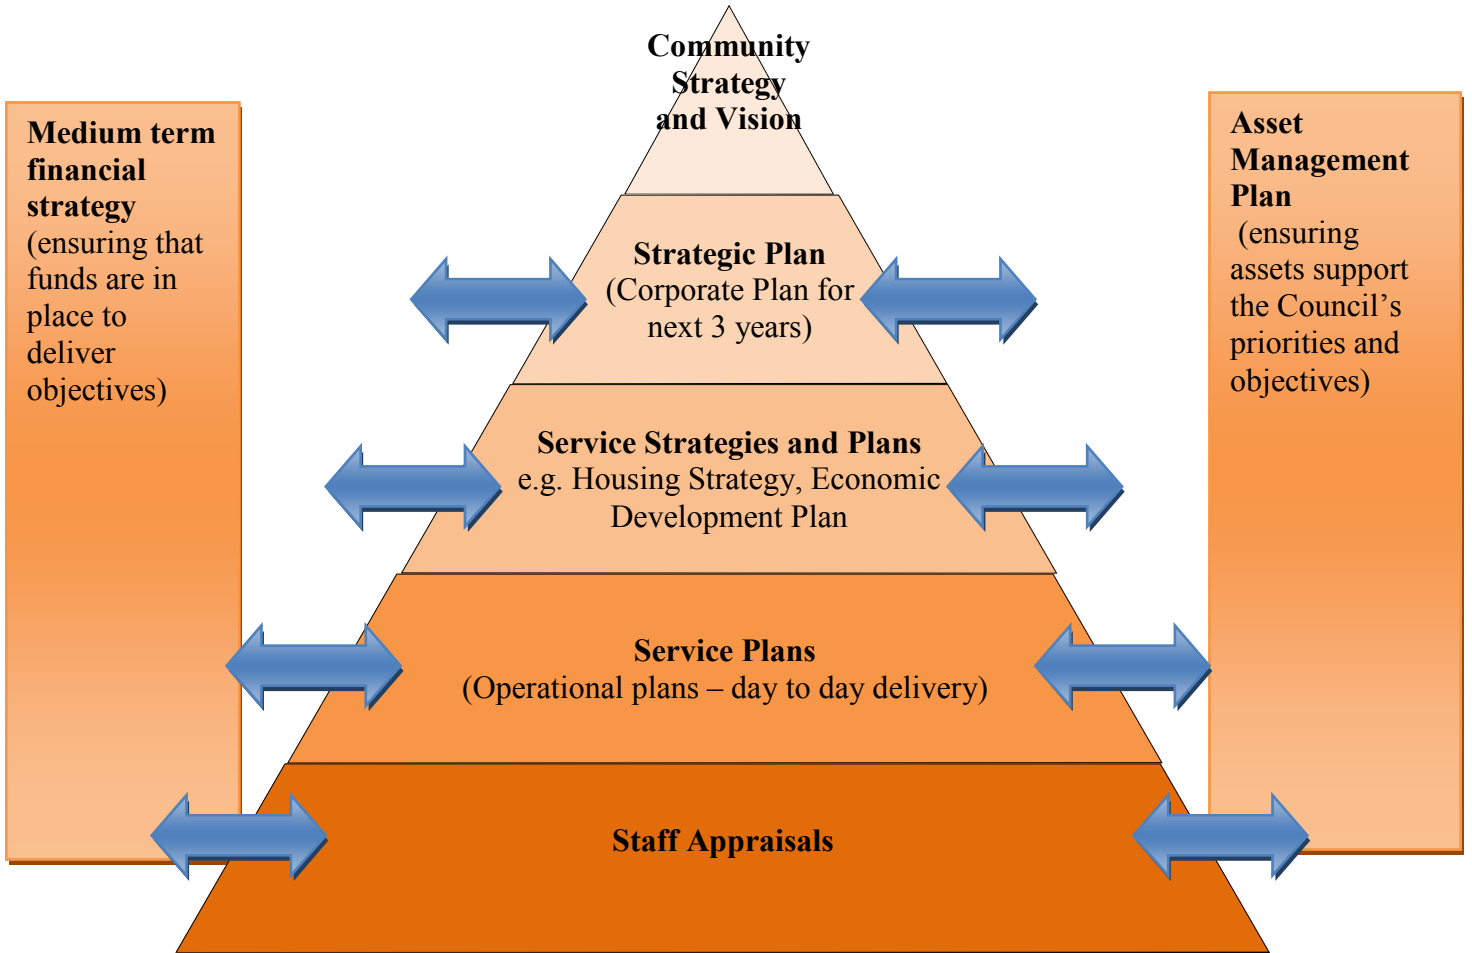 Community
Strategy
and Vision
Medium term
financial
strategy
(ensuring that
funds are in
place to
deliver
objectives)
Asset
Management
Plan
(ensuring
assets support
the Council’s
priorities and
objectives)
Strategic Plan
(Corporate Plan for
next 3 years)
Service Strategies and Plans
e.g. Housing Strategy, Economic
Development Plan
Service Plans
(Operational plans – day to day delivery)
Staff Appraisals